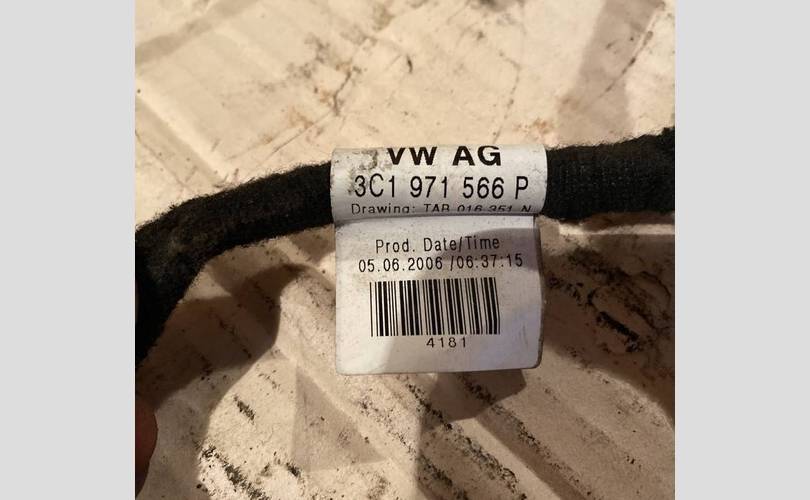 VW AG
3C1 971 566 P
Drawing: TAB 016 351 N
Prod. Date/Time
05.06.2006 /06:37:15
4181